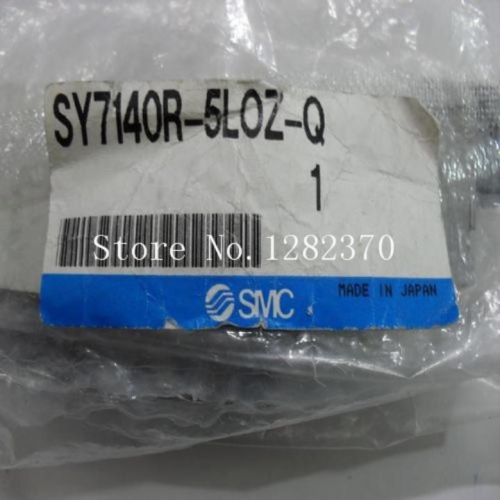 SY7140R-5LOZ-Q
1
Store No. 1282370
MADE IN JAPAN
SMC